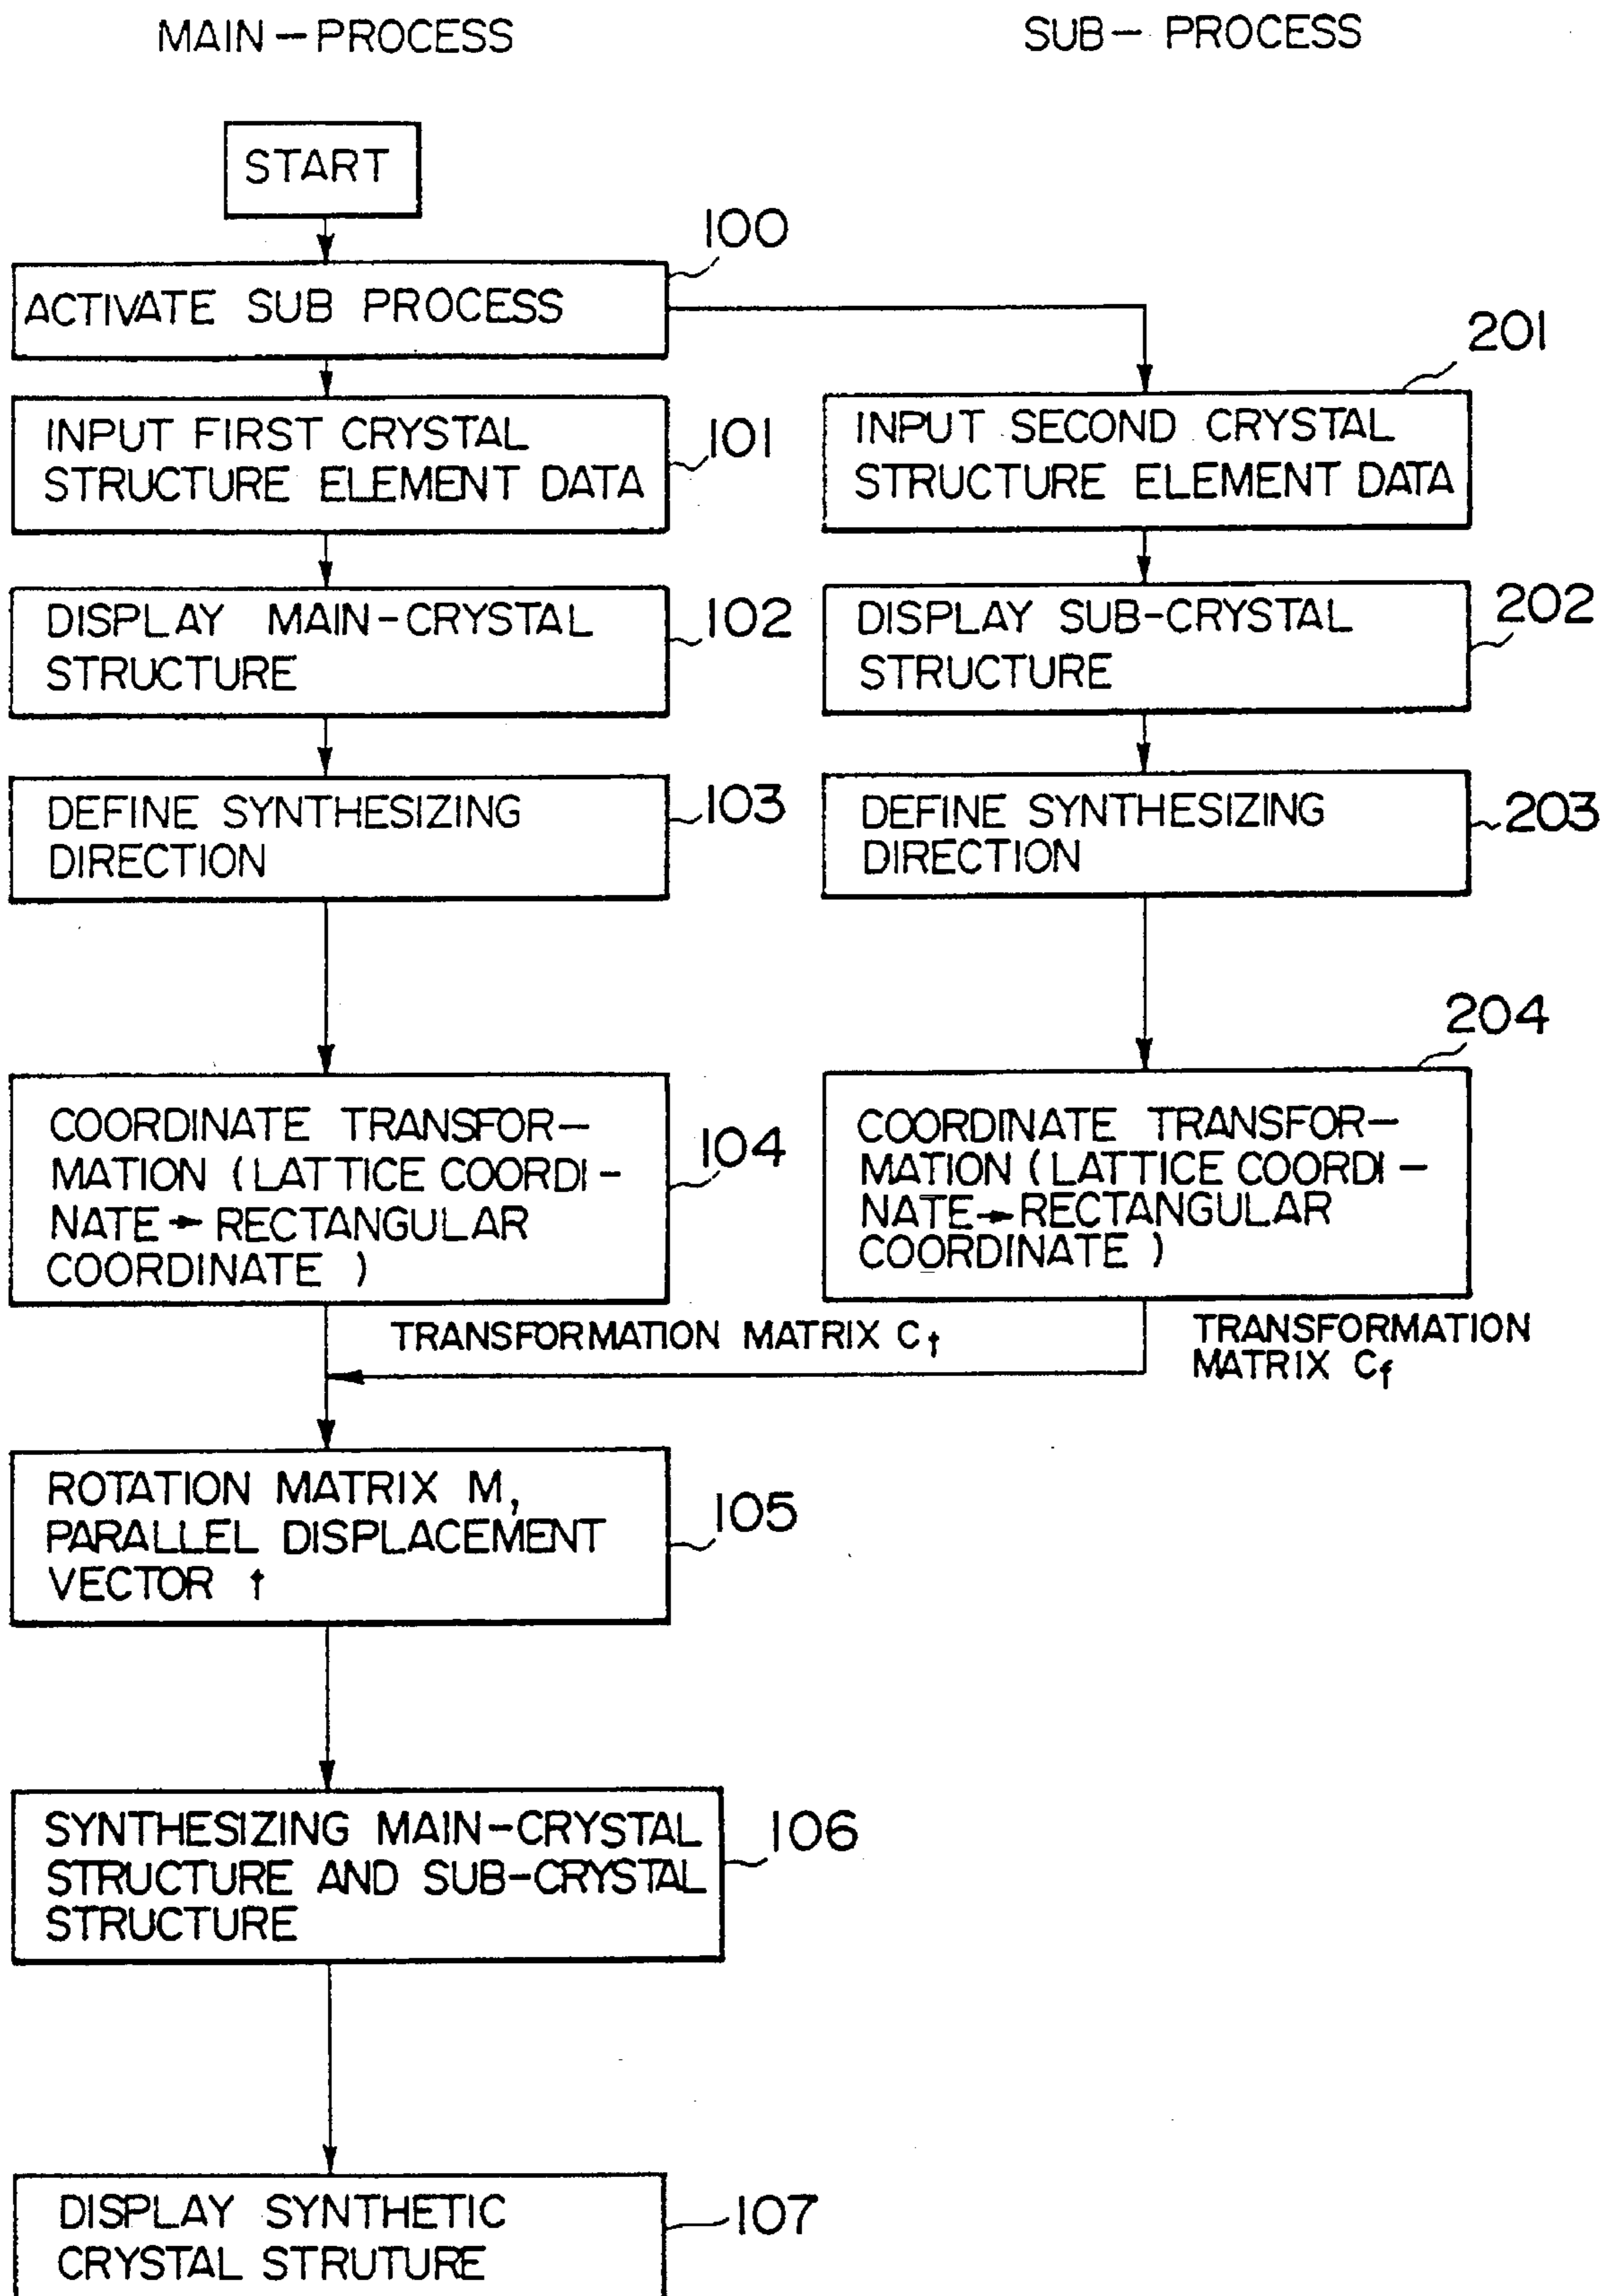 MAIN-PROCESS
SUB-PROCESS
START
100
ACTIVATE SUB PROCESS
201
INPUT FIRST CRYSTAL
STRUCTURE ELEMENT DATA
101
INPUT SECOND CRYSTAL
STRUCTURE ELEMENT DATA
DISPLAY MAIN-CRYSTAL
STRUCTURE
102
DISPLAY SUB-CRYSTAL
STRUCTURE
202
DEFINE SYNTHESIZING
DIRECTION
103
DEFINE SYNTHESIZING
DIRECTION
203
204
COORDINATE TRANSFOR-
MATION (LATTICE COORDI-
NATE → RECTANGULAR
COORDINATE )
104
COORDINATE TRANSFOR-
MATION (LATTICE COORDI-
NATE → RECTANGULAR
COORDINATE )
TRANSFORMATION MATRIX Ct
TRANSFORMATION
MATRIX Cf
ROTATION MATRIX M,
PARALLEL DISPLACEMENT
VECTOR t
105
SYNTHESIZING MAIN-CRYSTAL
STRUCTURE AND SUB-CRYSTAL
STRUCTURE
106
DISPLAY SYNTHETIC
CRYSTAL STRUTURE
107